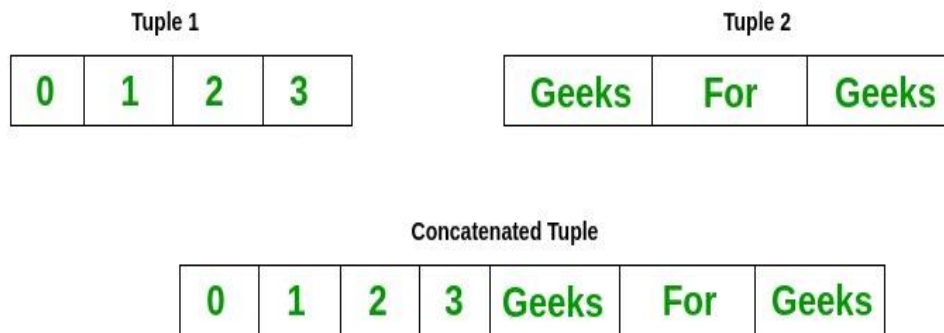 Tuple 1 Tuple 2
0 1 2 3 Geeks For Geeks
Concatenated Tuple
0 1 2 3 Geeks For Geeks